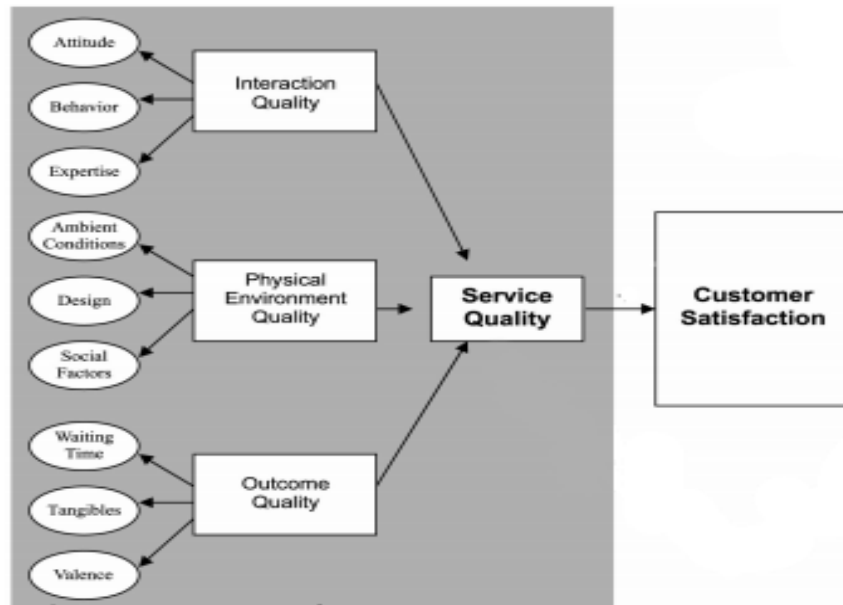 Attitude
Behavior
Expertise
Interaction
Quality
Ambient
Conditions
Design
Social
Factors
Physical
Environment
Quality
Waiting
Time
Tangibles
Valence
Outcome
Quality
Service
Quality
Customer
Satisfaction